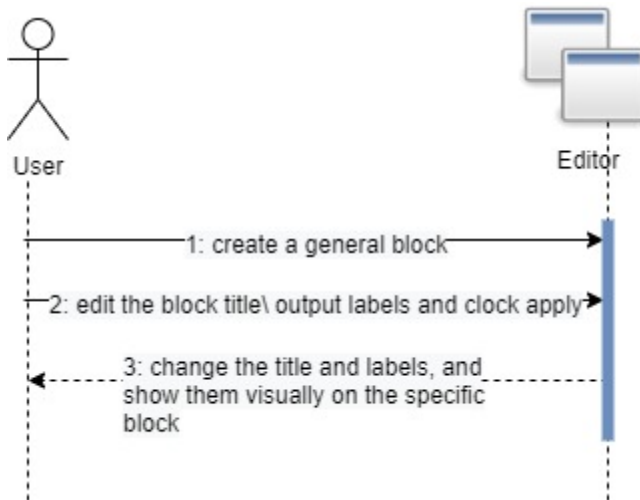 User
Editor
1: create a general block
2: edit the block title\ output labels and clock apply
3: change the title and labels, and
show them visually on the specific
block